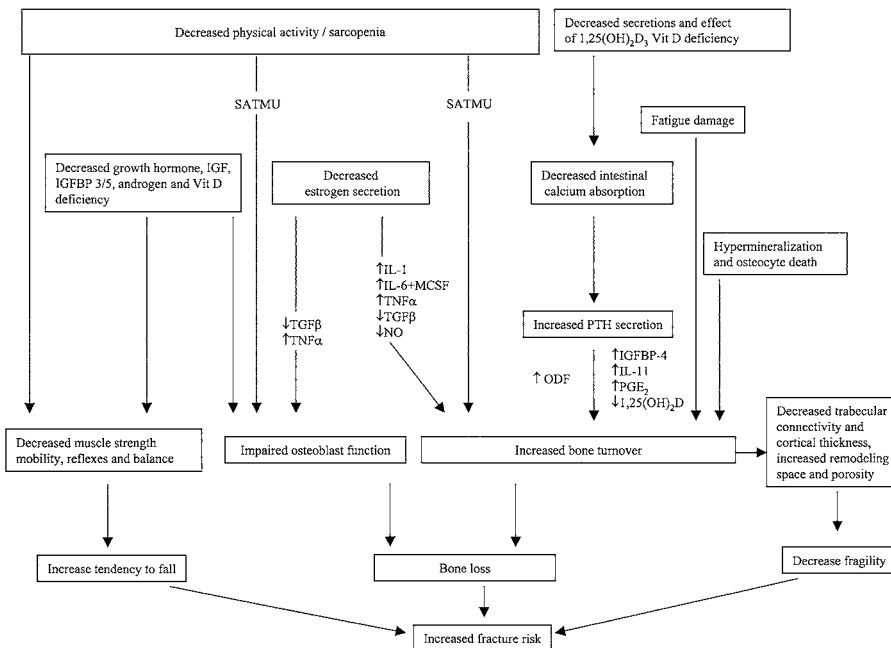 Decreased physical activity / sarcopenia
Decreased secretions and effect
of 1,25(OH)₂D₃ Vit D deficiency
SATMU
SATMU
Fatigue damage
Decreased growth hormone, IGF,
IGFBP 3/5, androgen and Vit D
deficiency
Decreased
estrogen secretion
Decreased intestinal
calcium absorption
Hypermineralization
and osteocyte death
↑IL-1
↑IL-6+MCSF
↑TNFα
↓TGFβ
↓NO
↓TGFβ
↑TNFα
Increased PTH secretion
↑ ODF
↑IGFBP-4
↑IL-11
↑PGE₂
↓1,25(OH)₂D
Decreased muscle strength
mobility, reflexes and balance
Impaired osteoblast function
Increased bone turnover
Decreased trabecular
connectivity and
cortical thickness,
increased remodeling
space and porosity
Increase tendency to fall
Bone loss
Decrease fragility
Increased fracture risk